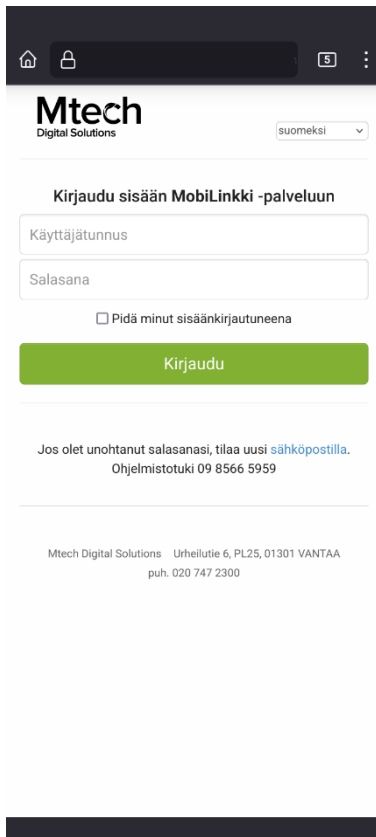 5
Mtech
Digital Solutions
suomeksi
Kirjaudu sisään MobiLinkki -palveluun
Käyttäjätunnus
Salasana
Pidä minut sisäänkirjautuneena
Kirjaudu
Jos olet unohtanut salasanasi, tilaa uusi sähköpostilla.
Ohjelmistotuki 09 8566 5959
Mtech Digital Solutions Urheilutie 6, PL25, 01301 VANTAA
puh. 020 747 2300